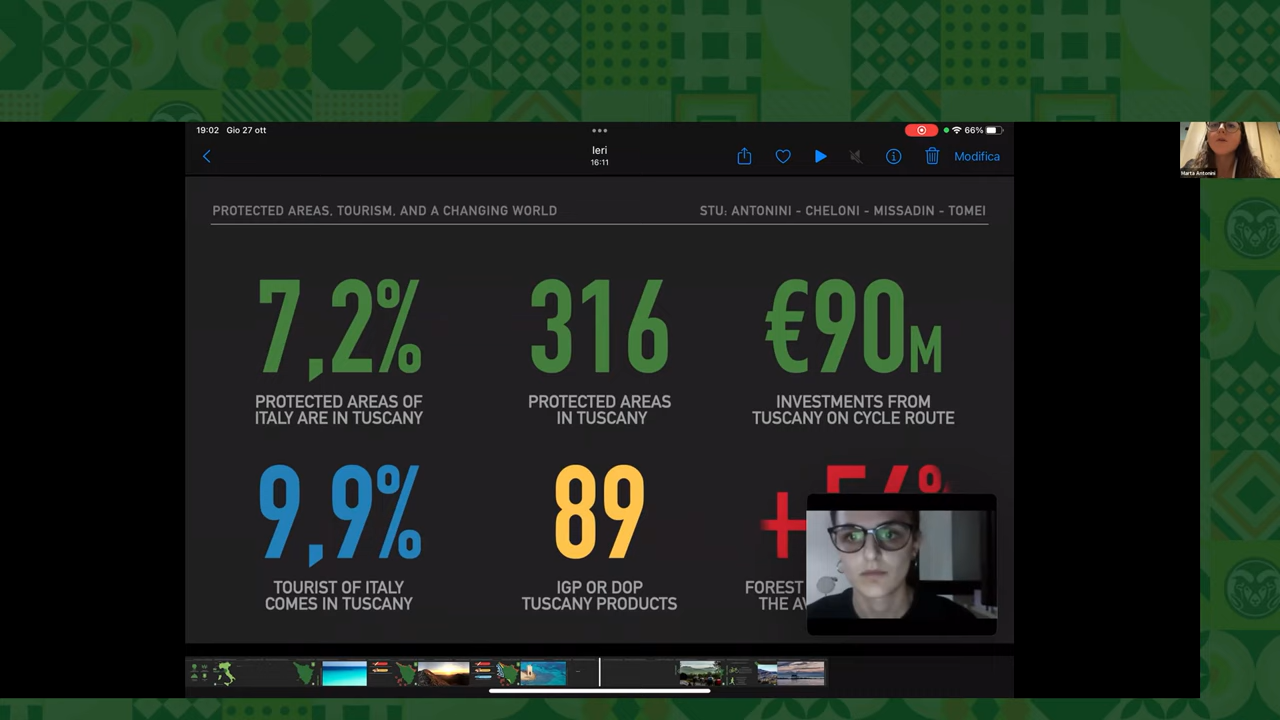 19:02 Gio 27 ott
66%
Ieri
16:11
Modifica
Marta Antonini
PROTECTED AREAS, TOURISM, AND A CHANGING WORLD
STU: ANTONINI - CHELONI - MISSADIN - TOMEI
7,2%
PROTECTED AREAS OF
ITALY ARE IN TUSCANY
316
PROTECTED AREAS
IN TUSCANY
€90M
INVESTMENTS FROM
TUSCANY ON CYCLE ROUTE
9,9%
TOURIST OF ITALY
COMES IN TUSCANY
89
IGP OR DOP
TUSCANY PRODUCTS
FOREST
THE